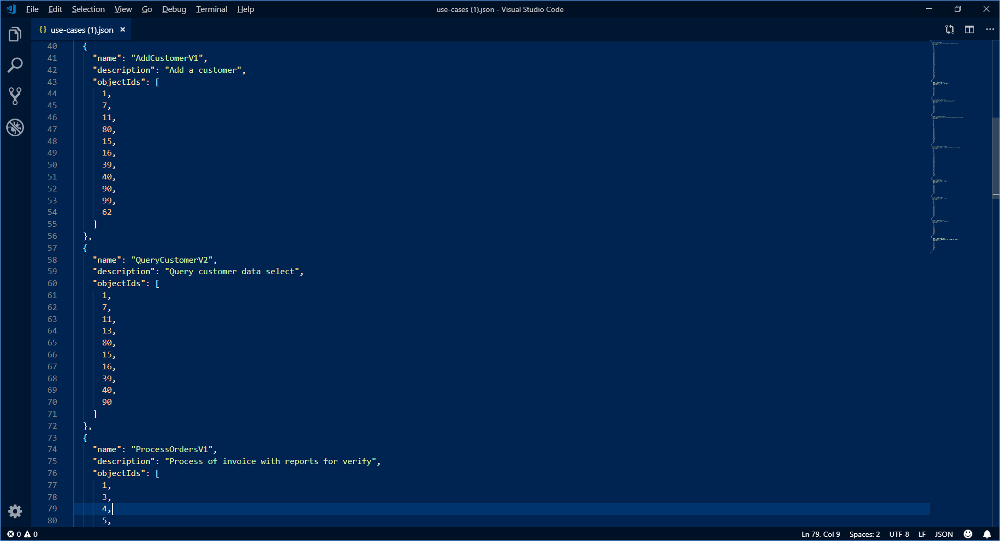 File Edit Selection View Go Debug Terminal Help use-cases (1).json - Visual Studio Code
{} use-cases (1).json ×
40 {
41 "name": "AddCustomerV1",
42 "description": "Add a customer",
43 "objectIds": [
44 1,
45 7,
46 11,
47 80,
48 15,
49 16,
50 39,
51 40,
52 90,
53 99,
54 62
55 ]
56 },
57 {
58 "name": "QueryCustomerV2",
59 "description": "Query customer data select",
60 "objectIds": [
61 1,
62 7,
63 11,
64 13,
65 80,
66 15,
67 16,
68 39,
69 40,
70 90
71 ]
72 },
73 {
74 "name": "ProcessOrdersV1",
75 "description": "Process of invoice with reports for verify",
76 "objectIds": [
77 1,
78 3,
79 4,
80 5,
0 0 Ln 79, Col 9 Spaces: 2 UTF-8 LF JSON